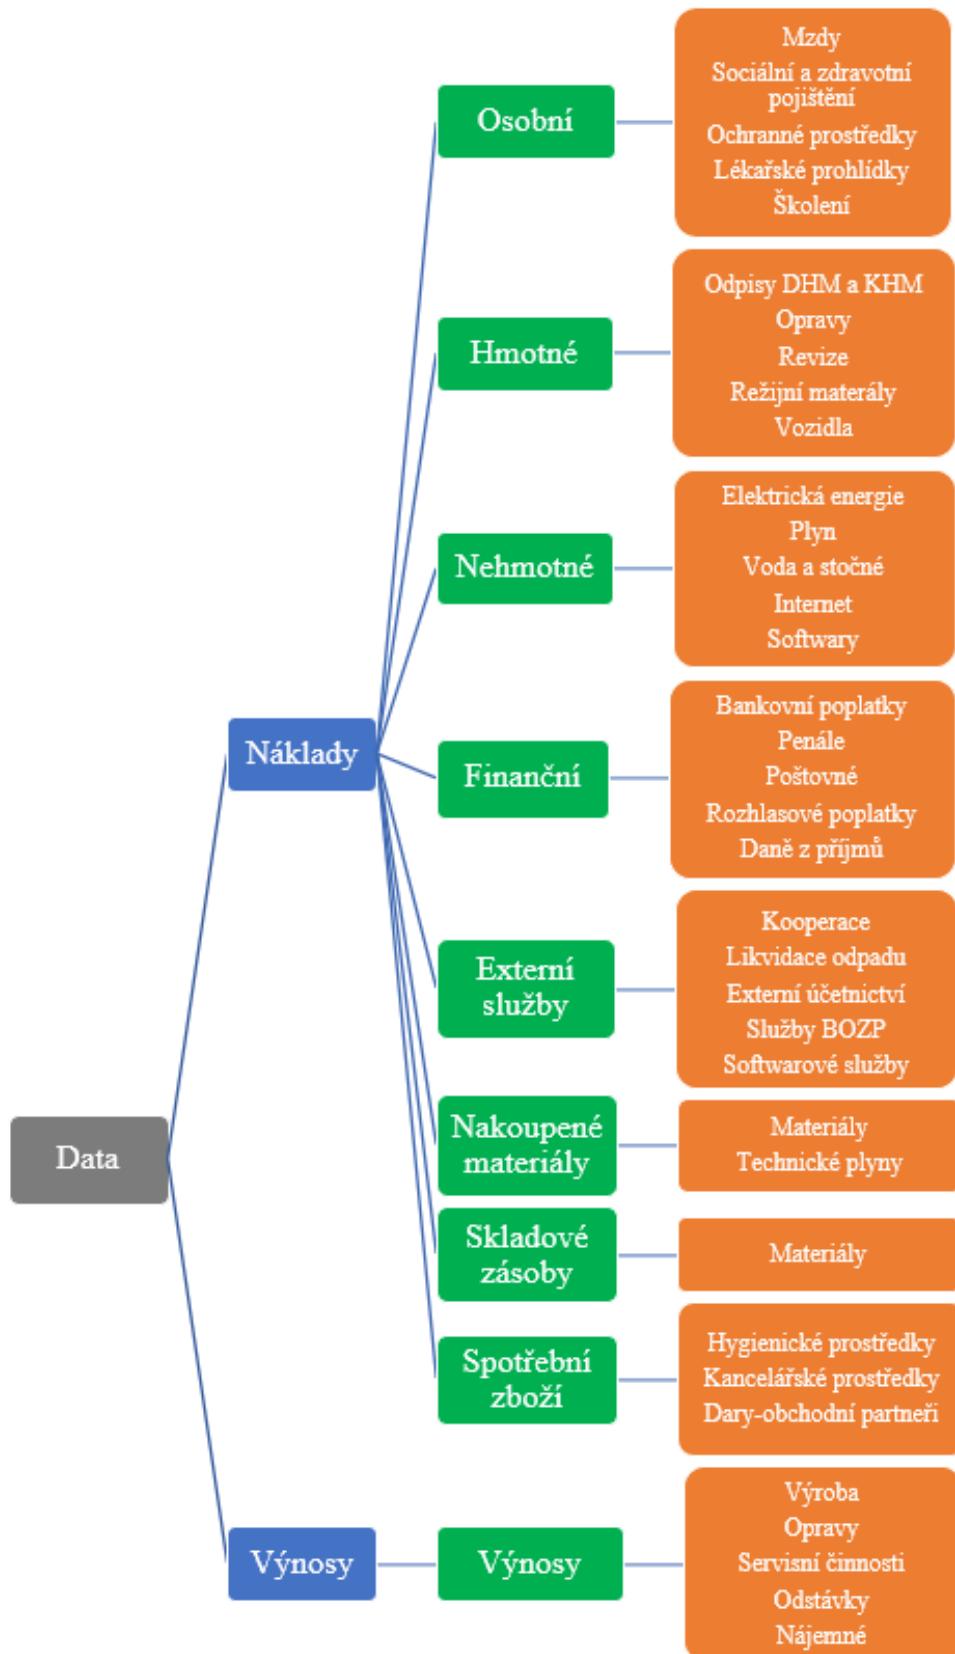 Data
Náklady
Osobní
Mzdy
Sociální a zdravotní
pojištění
Ochranné prostředky
Lékařské prohlídky
Školení
Hmotné
Odpisy DHM a KHM
Opravy
Revize
Režijní materály
Vozidla
Nehmotné
Elektrická energie
Plyn
Voda a stočné
Internet
Softwary
Finanční
Bankovní poplatky
Penále
Poštovné
Rozhlasové poplatky
Daně z příjmů
Externí
služby
Kooperace
Likvidace odpadu
Externí účetnictví
Služby BOZP
Softwarové služby
Nakoupené
materiály
Materiály
Technické plyny
Skladové
zásoby
Materiály
Spotřební
zboží
Hygienické prostředky
Kancelářské prostředky
Dary-obchodní partneři
Výnosy
Výnosy
Výroba
Opravy
Servisní činnosti
Odstávky
Nájemné